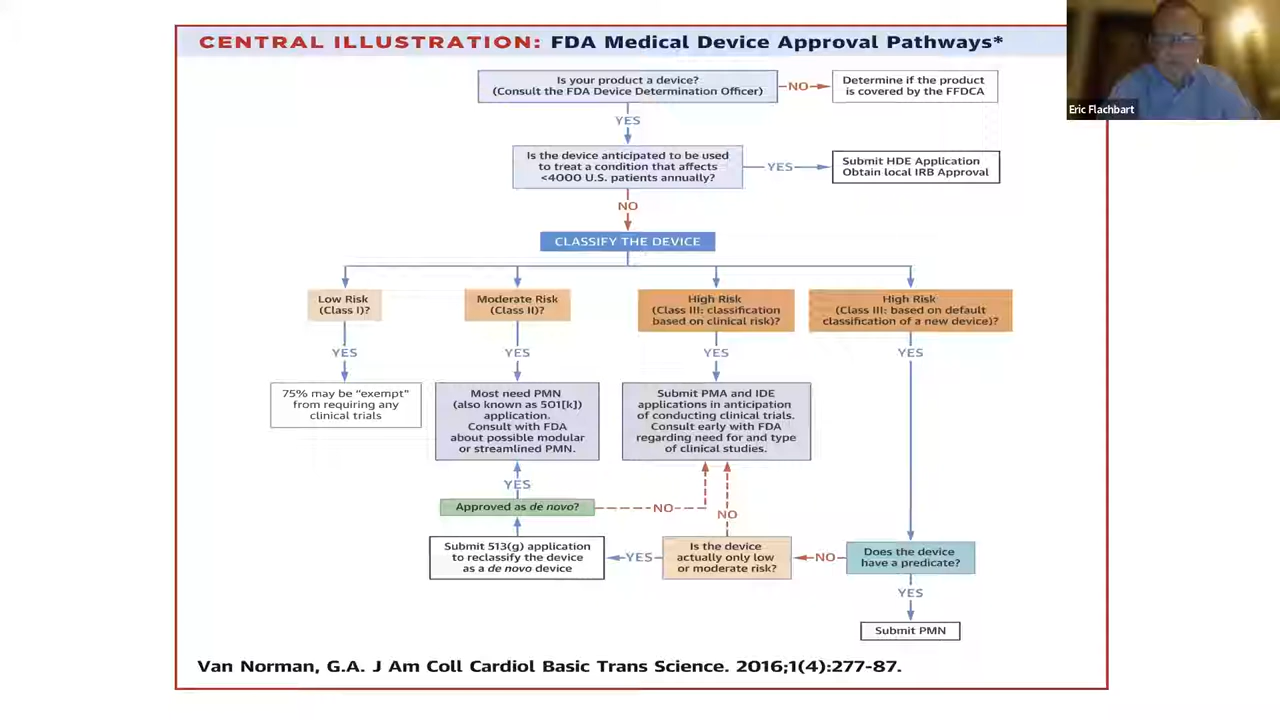 CENTRAL ILLUSTRATION: FDA Medical Device Approval Pathways*
Eric Flachbart
Is your product a device?
(Consult the FDA Device Determination Officer)
NO
Determine if the product
is covered by the FFDCA
YES
Is the device anticipated to be used
to treat a condition that affects
<4000 U.S. patients annually?
YES
Submit HDE Application
Obtain local IRB Approval
NO
CLASSIFY THE DEVICE
Low Risk
(Class I)?
Moderate Risk
(Class II)?
High Risk
(Class III: classification
based on clinical risk)?
High Risk
(Class III: based on default
classification of a new device)?
YES
YES
YES
YES
75% may be “exempt”
from requiring any
clinical trials
Most need PMN
(also known as 501[k])
application.
Consult with FDA
about possible modular
or streamlined PMN.
Submit PMA and IDE
applications in anticipation
of conducting clinical trials.
Consult early with FDA
regarding need for and type
of clinical studies.
YES
Approved as de novo?
NO
NO
Submit 513(g) application
to reclassify the device
as a de novo device
YES
Is the device
actually only low
or moderate risk?
NO
Does the device
have a predicate?
YES
Submit PMN
Van Norman, G.A. J Am Coll Cardiol Basic Trans Science. 2016;1(4):277-87.